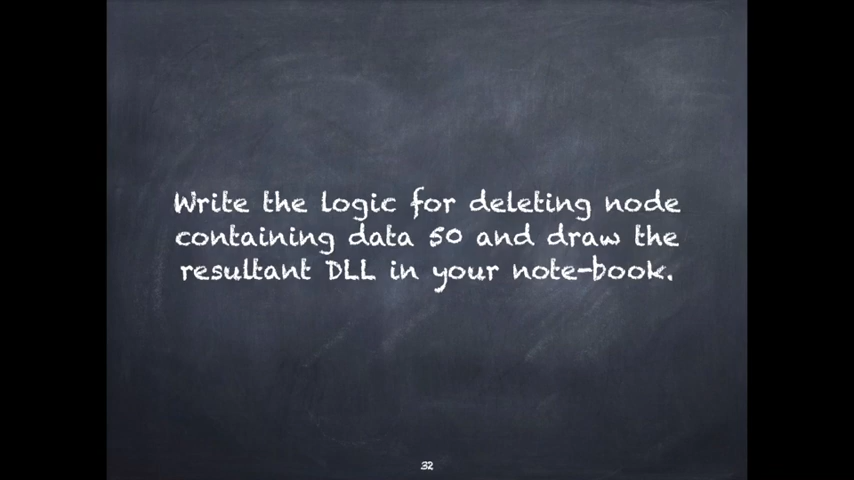 Write the logic for deleting node
containing data 50 and draw the
resultant DLL in your note-book.
32